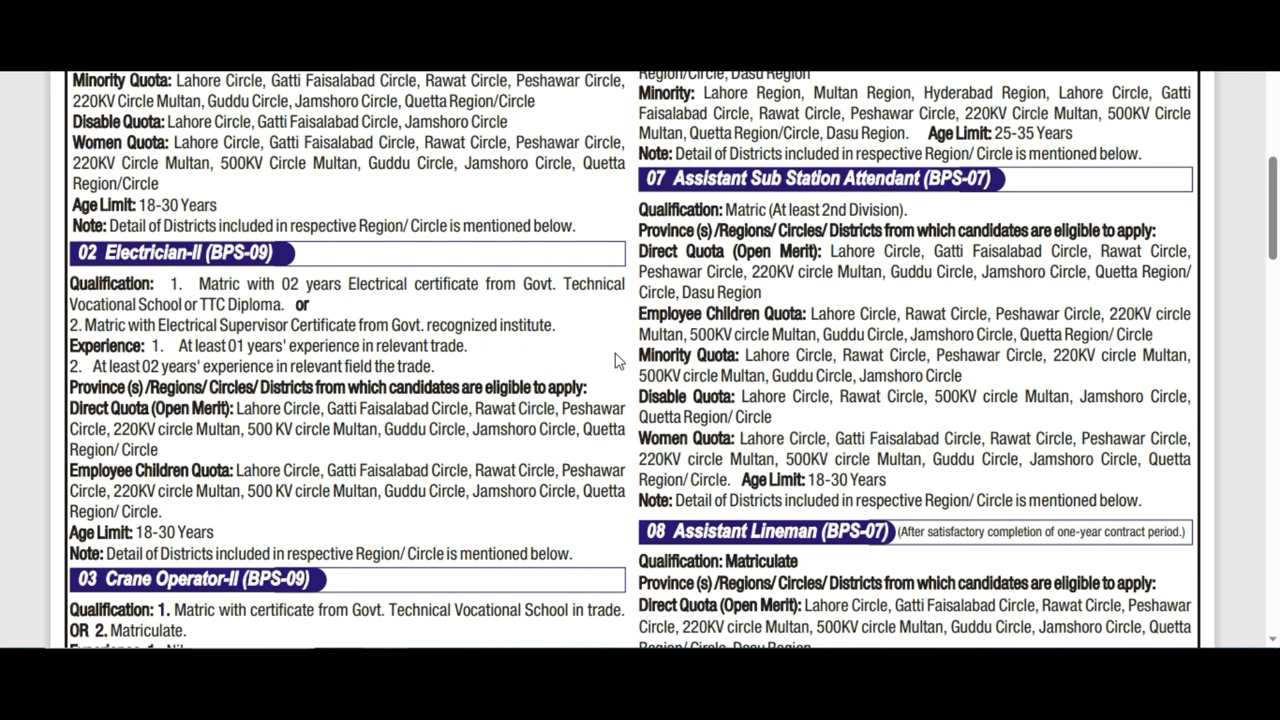 Minority Quota: Lahore Circle, Gatti Faisalabad Circle, Rawat Circle, Peshawar Circle,
220KV Circle Multan, Guddu Circle, Jamshoro Circle, Quetta Region/Circle
Disable Quota: Lahore Circle, Gatti Faisalabad Circle, Jamshoro Circle
Women Quota: Lahore Circle, Gatti Faisalabad Circle, Rawat Circle, Peshawar Circle,
220KV Circle Multan, 500KV Circle Multan, Guddu Circle, Jamshoro Circle, Quetta
Region/Circle
Age Limit: 18-30 Years
Note: Detail of Districts included in respective Region/ Circle is mentioned below.
02 Electrician-II (BPS-09)
Qualification: 1. Matric with 02 years Electrical certificate from Govt. Technical
Vocational School or TTC Diploma. or
2. Matric with Electrical Supervisor Certificate from Govt. recognized institute.
Experience: 1. At least 01 years' experience in relevant trade.
2. At least 02 years' experience in relevant field the trade.
Province (s) /Regions/ Circles/ Districts from which candidates are eligible to apply:
Direct Quota (Open Merit): Lahore Circle, Gatti Faisalabad Circle, Rawat Circle, Peshawar
Circle, 220KV circle Multan, 500 KV circle Multan, Guddu Circle, Jamshoro Circle, Quetta
Region/ Circle
Employee Children Quota: Lahore Circle, Gatti Faisalabad Circle, Rawat Circle, Peshawar
Circle, 220KV circle Multan, 500 KV circle Multan, Guddu Circle, Jamshoro Circle, Quetta
Region/ Circle.
Age Limit: 18-30 Years
Note: Detail of Districts included in respective Region/ Circle is mentioned below.
03 Crane Operator-II (BPS-09)
Qualification: 1. Matric with certificate from Govt. Technical Vocational School in trade.
OR 2. Matriculate.
Experience 1. Nil
Region/Circle, Dasu Region
Minority: Lahore Region, Multan Region, Hyderabad Region, Lahore Circle, Gatti
Faisalabad Circle, Rawat Circle, Peshawar Circle, 220KV Circle Multan, 500KV Circle
Multan, Quetta Region/Circle, Dasu Region. Age Limit: 25-35 Years
Note: Detail of Districts included in respective Region/ Circle is mentioned below.
07 Assistant Sub Station Attendant (BPS-07)
Qualification: Matric (At least 2nd Division).
Province (s) /Regions/ Circles/ Districts from which candidates are eligible to apply:
Direct Quota (Open Merit): Lahore Circle, Gatti Faisalabad Circle, Rawat Circle,
Peshawar Circle, 220KV circle Multan, Guddu Circle, Jamshoro Circle, Quetta Region/
Circle, Dasu Region
Employee Children Quota: Lahore Circle, Rawat Circle, Peshawar Circle, 220KV circle
Multan, 500KV circle Multan, Guddu Circle, Jamshoro Circle, Quetta Region/ Circle
Minority Quota: Lahore Circle, Rawat Circle, Peshawar Circle, 220KV circle Multan,
500KV circle Multan, Guddu Circle, Jamshoro Circle
Disable Quota: Lahore Circle, Rawat Circle, 500KV circle Multan, Jamshoro Circle,
Quetta Region/ Circle
Women Quota: Lahore Circle, Gatti Faisalabad Circle, Rawat Circle, Peshawar Circle,
220KV circle Multan, 500KV circle Multan, Guddu Circle, Jamshoro Circle, Quetta
Region/ Circle. Age Limit: 18-30 Years
Note: Detail of Districts included in respective Region/ Circle is mentioned below.
08 Assistant Lineman (BPS-07) (After satisfactory completion of one-year contract period.)
Qualification: Matriculate
Province (s) /Regions/ Circles/ Districts from which candidates are eligible to apply:
Direct Quota (Open Merit): Lahore Circle, Gatti Faisalabad Circle, Rawat Circle, Peshawar
Circle, 220KV circle Multan, 500KV circle Multan, Guddu Circle, Jamshoro Circle, Quetta
Region/ Circle, Dasu Region